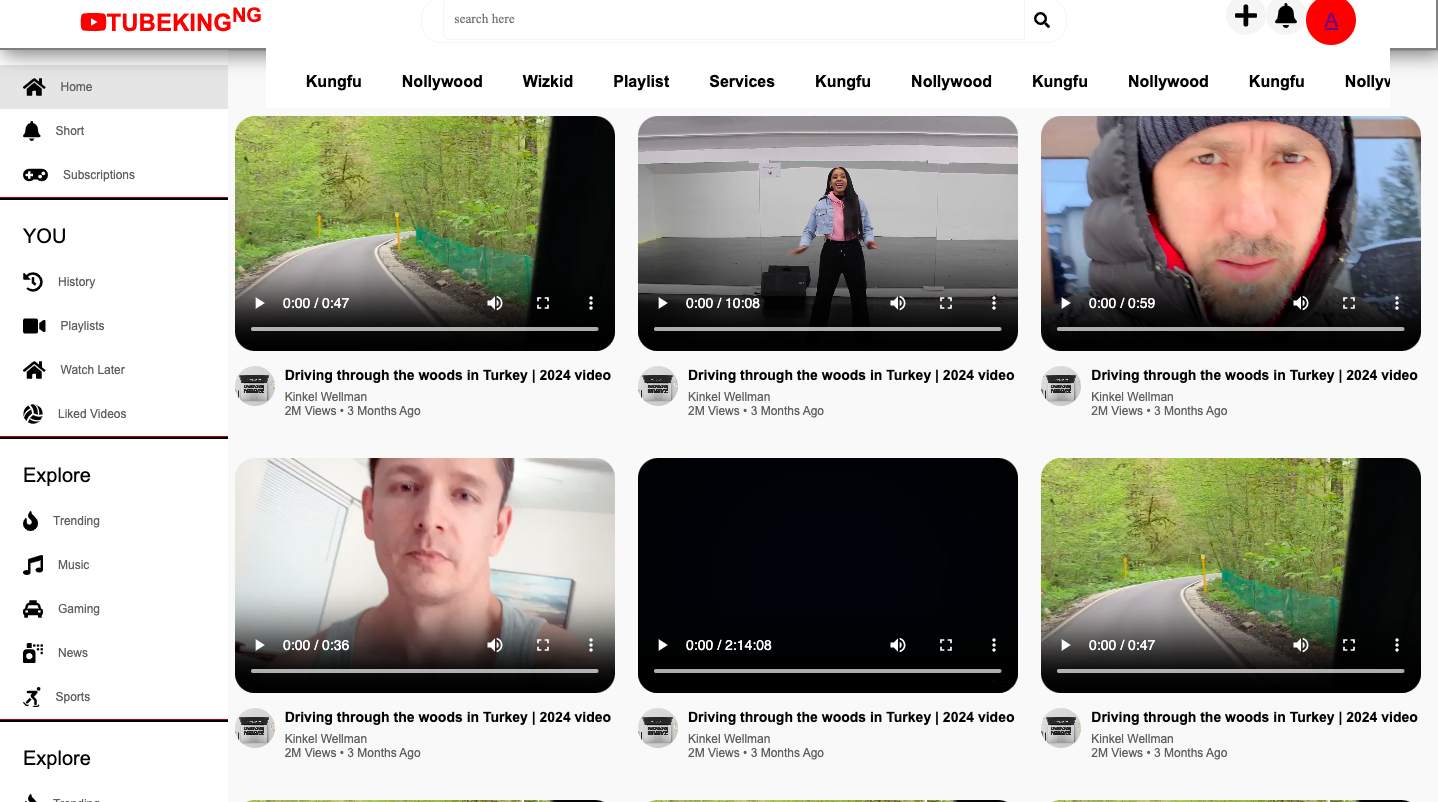 TUBEKINGNG
search here
A
Kungfu Nollywood Wizkid Playlist Services Kungfu Nollywood Kungfu Nollywood Kungfu Nollyw
Home
Short
Subscriptions
YOU
History
Playlists
Watch Later
Liked Videos
Explore
Trending
Music
Gaming
News
Sports
Explore
Trending
0:00 / 0:47
0:00 / 10:08
0:00 / 0:59
Driving through the woods in Turkey | 2024 video
Kinkel Wellman
2M Views • 3 Months Ago
Driving through the woods in Turkey | 2024 video
Kinkel Wellman
2M Views • 3 Months Ago
Driving through the woods in Turkey | 2024 video
Kinkel Wellman
2M Views • 3 Months Ago
0:00 / 0:36
0:00 / 2:14:08
0:00 / 0:47
Driving through the woods in Turkey | 2024 video
Kinkel Wellman
2M Views • 3 Months Ago
Driving through the woods in Turkey | 2024 video
Kinkel Wellman
2M Views • 3 Months Ago
Driving through the woods in Turkey | 2024 video
Kinkel Wellman
2M Views • 3 Months Ago